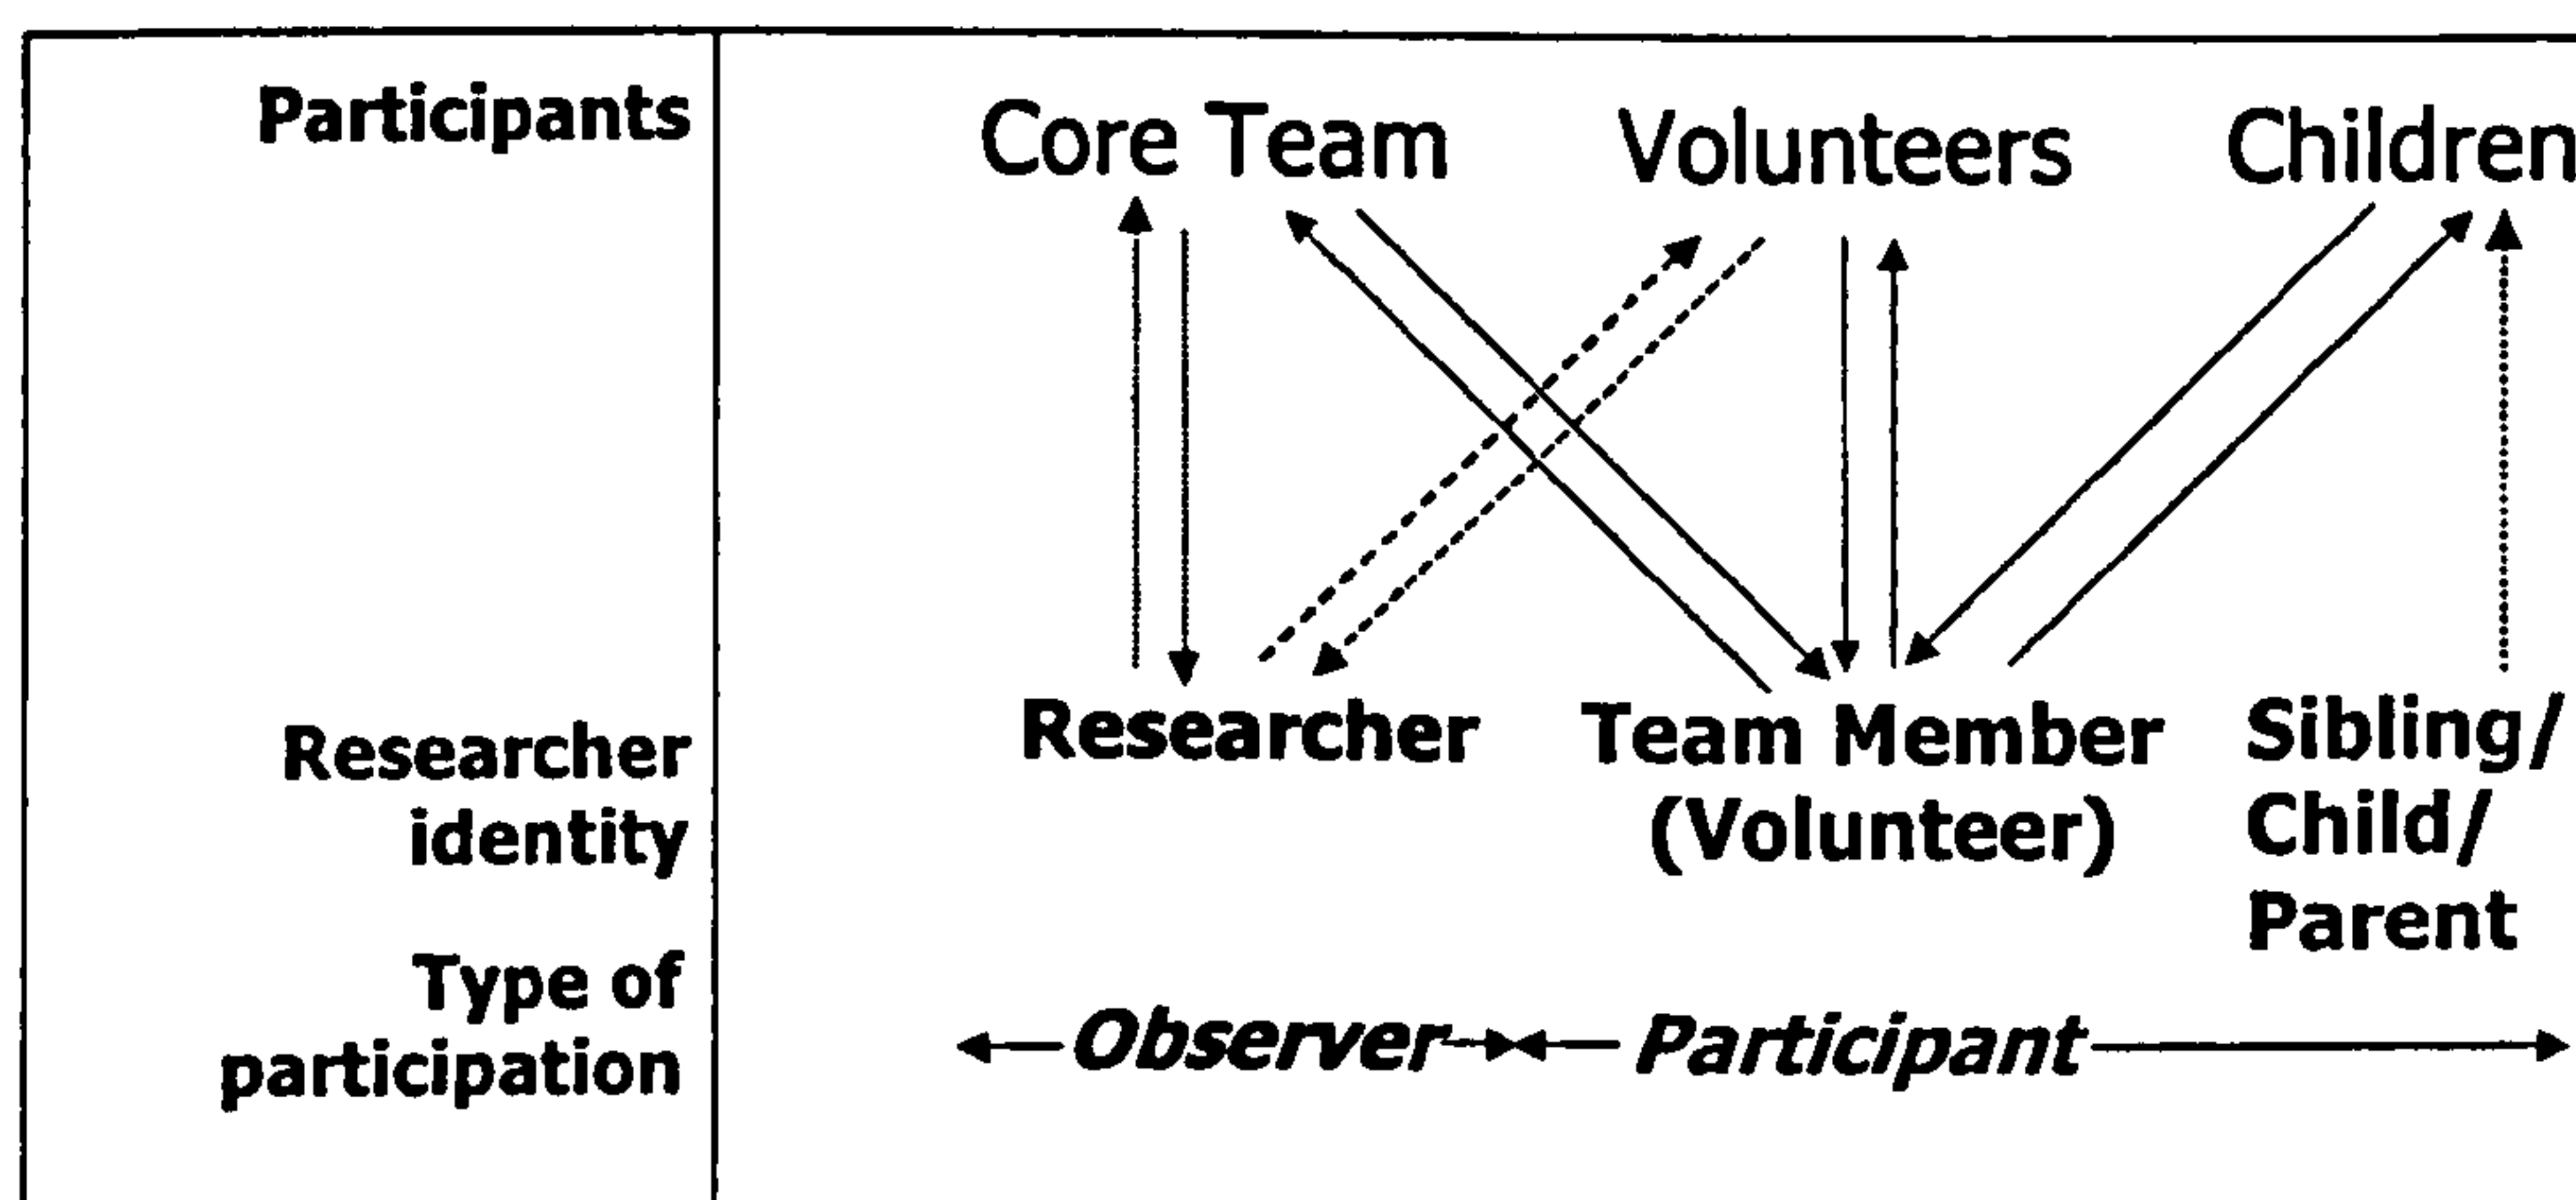 Participants
Core Team
Volunteers
Children
Researcher
identity
Researcher
Team Member
(Volunteer)
Sibling/
Child/
Parent
Type of
participation
Observer
Participant